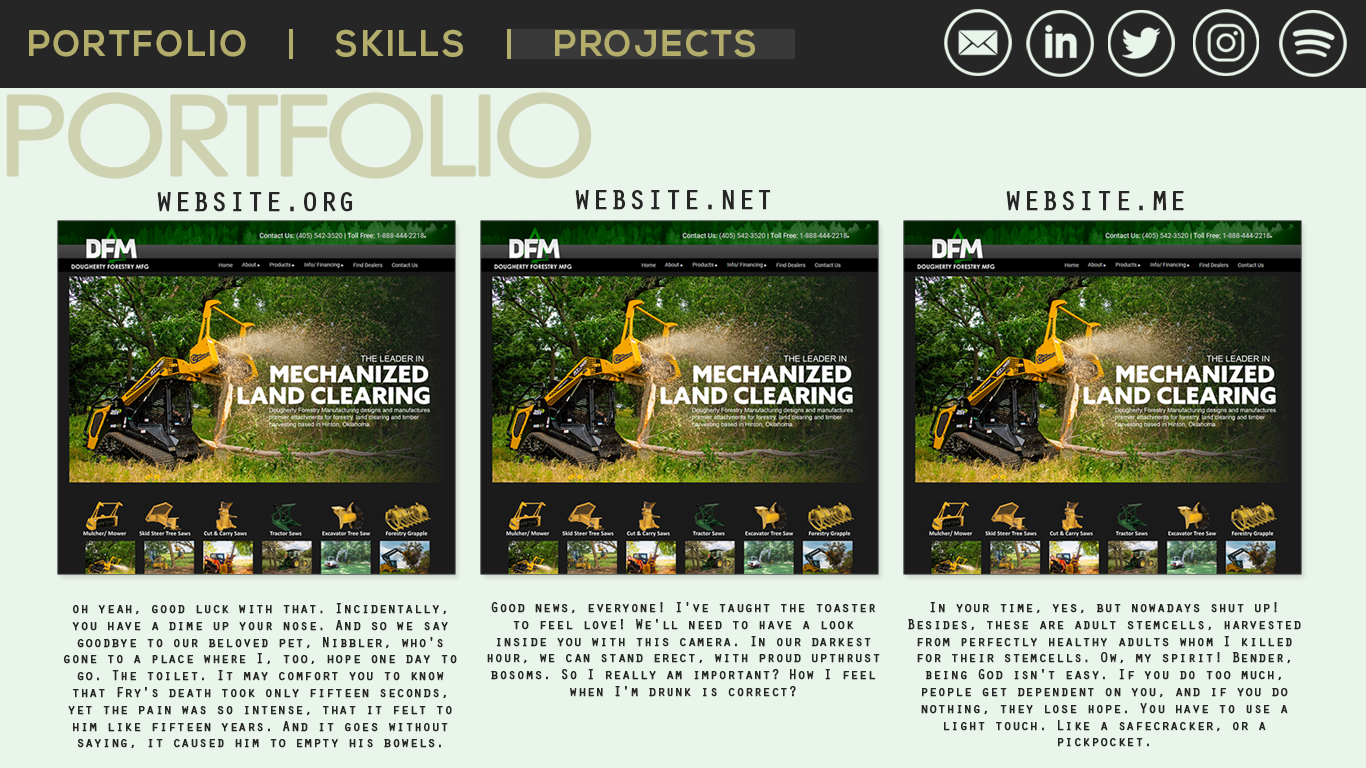 PORTFOLIO | SKILLS | PROJECTS
in
PORTFOLIO
WEBSITE.ORG
DFM
DOUGHERTY FORESTRY MFG
Contact Us: (405) 542-3520 | Toll Free: 1-888-444-2218
Home About Products Info/ Financing Find Dealers Contact Us
THE LEADER IN
MECHANIZED
LAND CLEARING
Dougherty Forestry Manufacturing designs and manufactures
premier attachments for forestry, land clearing and timber
harvesting based in Hinton, Oklahoma.
Mulcher/ Mower Skid Steer Tree Saws Cut & Carry Saws Tractor Saws Excavator Tree Saw Forestry Grapple
OH YEAH, GOOD LUCK WITH THAT. INCIDENTALLY,
YOU HAVE A DIME UP YOUR NOSE. AND SO WE SAY
GOODBYE TO OUR BELOVED PET, NIBBLER, WHO'S
GONE TO A PLACE WHERE I, TOO, HOPE ONE DAY TO
GO. THE TOILET. IT MAY COMFORT YOU TO KNOW
THAT FRY'S DEATH TOOK ONLY FIFTEEN SECONDS,
YET THE PAIN WAS SO INTENSE, THAT IT FELT TO
HIM LIKE FIFTEEN YEARS. AND IT GOES WITHOUT
SAYING, IT CAUSED HIM TO EMPTY HIS BOWELS.
WEBSITE.NET
DFM
DOUGHERTY FORESTRY MFG
Contact Us: (405) 542-3520 | Toll Free: 1-888-444-2218
Home About Products Info/ Financing Find Dealers Contact Us
THE LEADER IN
MECHANIZED
LAND CLEARING
Dougherty Forestry Manufacturing designs and manufactures
premier attachments for forestry, land clearing and timber
harvesting based in Hinton, Oklahoma.
Mulcher/ Mower Skid Steer Tree Saws Cut & Carry Saws Tractor Saws Excavator Tree Saw Forestry Grapple
GOOD NEWS, EVERYONE! I'VE TAUGHT THE TOASTER
TO FEEL LOVE! WE'LL NEED TO HAVE A LOOK
INSIDE YOU WITH THIS CAMERA. IN OUR DARKEST
HOUR, WE CAN STAND ERECT, WITH PROUD UPTHRUST
BOSOMS. SO I REALLY AM IMPORTANT? HOW I FEEL
WHEN I'M DRUNK IS CORRECT?
WEBSITE.ME
DFM
DOUGHERTY FORESTRY MFG
Contact Us: (405) 542-3520 | Toll Free: 1-888-444-2218
Home About Products Info/ Financing Find Dealers Contact Us
THE LEADER IN
MECHANIZED
LAND CLEARING
Dougherty Forestry Manufacturing designs and manufactures
premier attachments for forestry, land clearing and timber
harvesting based in Hinton, Oklahoma.
Mulcher/ Mower Skid Steer Tree Saws Cut & Carry Saws Tractor Saws Excavator Tree Saw Forestry Grapple
IN YOUR TIME, YES, BUT NOWADAYS SHUT UP!
BESIDES, THESE ARE ADULT STEMCELLS, HARVESTED
FROM PERFECTLY HEALTHY ADULTS WHOM I KILLED
FOR THEIR STEMCELLS. OW, MY SPIRIT! BENDER,
BEING GOD ISN'T EASY. IF YOU DO TOO MUCH,
PEOPLE GET DEPENDENT ON YOU, AND IF YOU DO
NOTHING, THEY LOSE HOPE. YOU HAVE TO USE A
LIGHT TOUCH. LIKE A SAFECRACKER, OR A
PICKPOCKET.